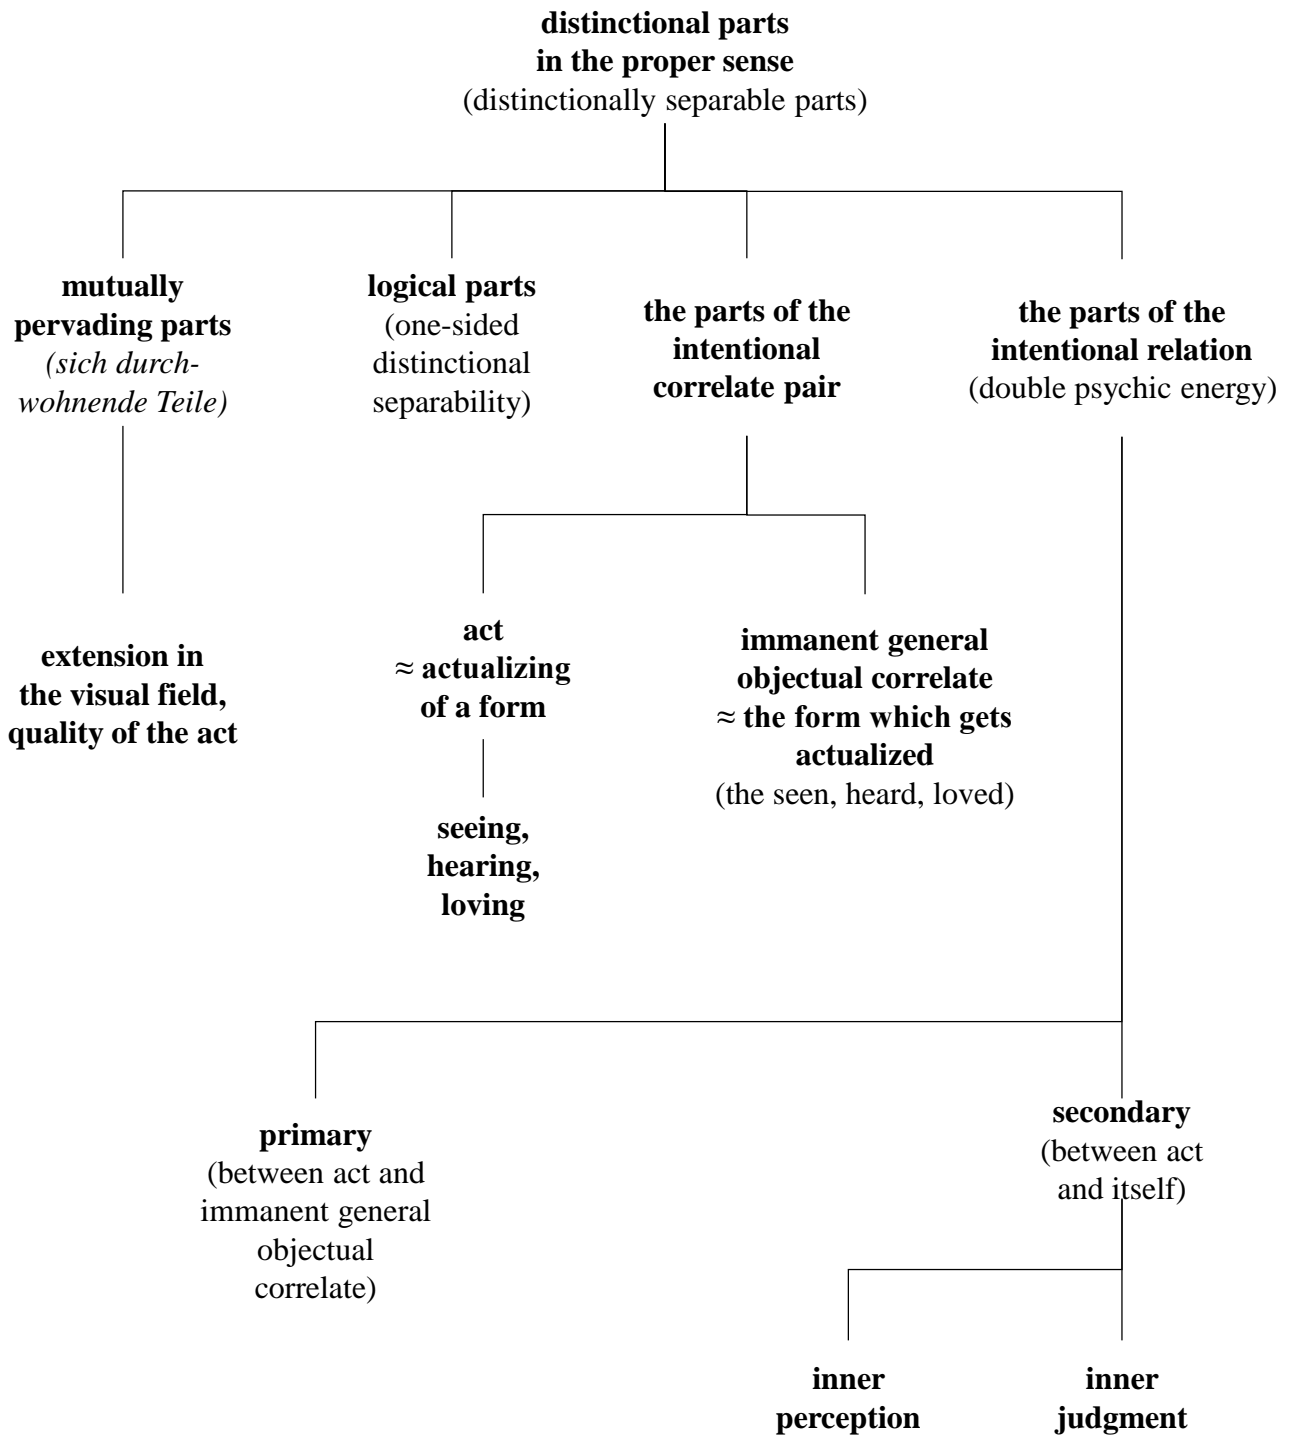 distinctional parts
in the proper sense
(distinctionally separable parts)
mutually
pervading parts
(sich durch-
wohnende Teile)
logical parts
(one-sided
distinctional
separability)
the parts of the
intentional
correlate pair
the parts of the
intentional relation
(double psychic energy)
extension in
the visual field,
quality of the act
act
≈ actualizing
of a form
immanent general
objectual correlate
≈ the form which gets
actualized
(the seen, heard, loved)
seeing,
hearing,
loving
primary
(between act and
immanent general
objectual
correlate)
secondary
(between act
and itself)
inner
perception
inner
judgment